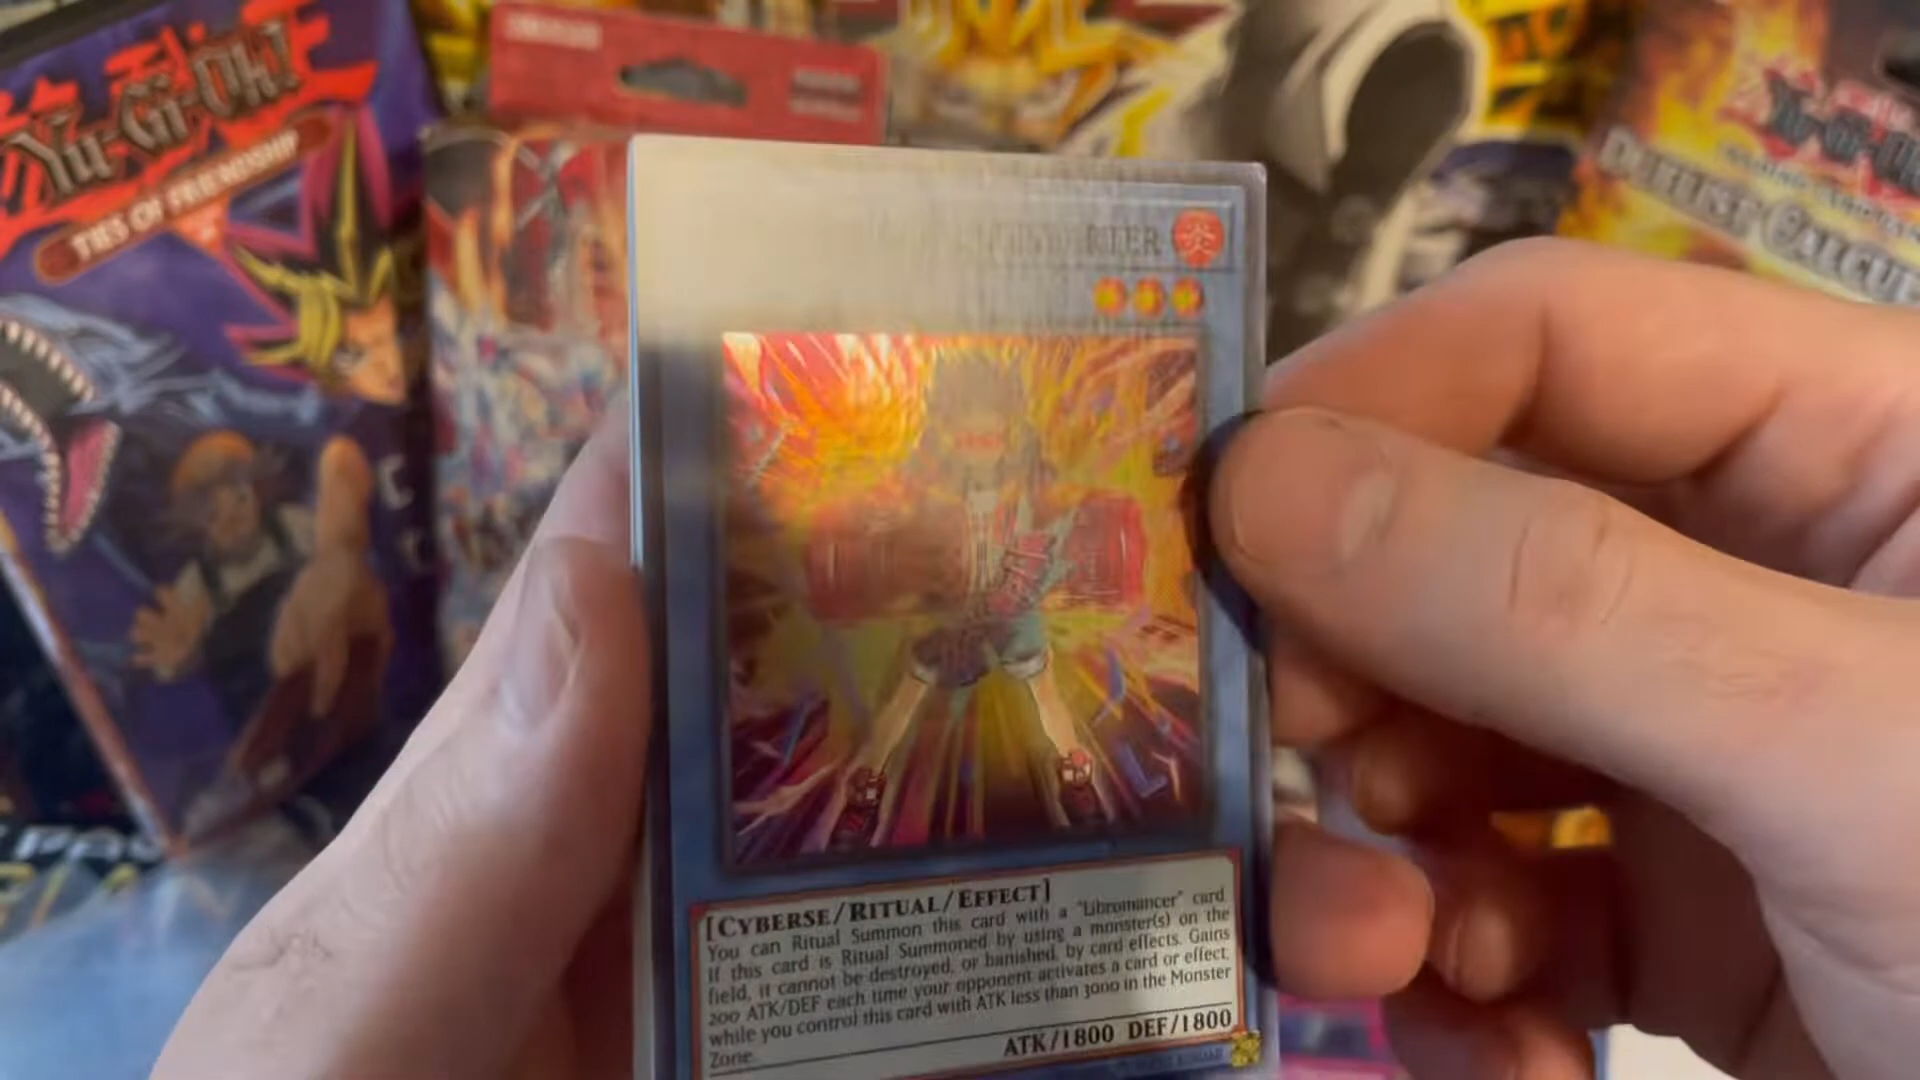 Yu-Gi-Oh!
TIES OF FRIENDSHIP
Yu-Gi-Oh
DUELIST
炎
[CYBERSE/RITUAL/EFFECT]
You can Ritual Summon this card with a "Libromancer" card.
If this card is Ritual Summoned by using a monster(s) on the
field, it cannot be destroyed, or banished, by card effects. Gains
200 ATK/DEF each time your opponent activates a card or effect,
while you control this card with ATK less than 3000 in the Monster
Zone.
ATK/1800 DEF/1800